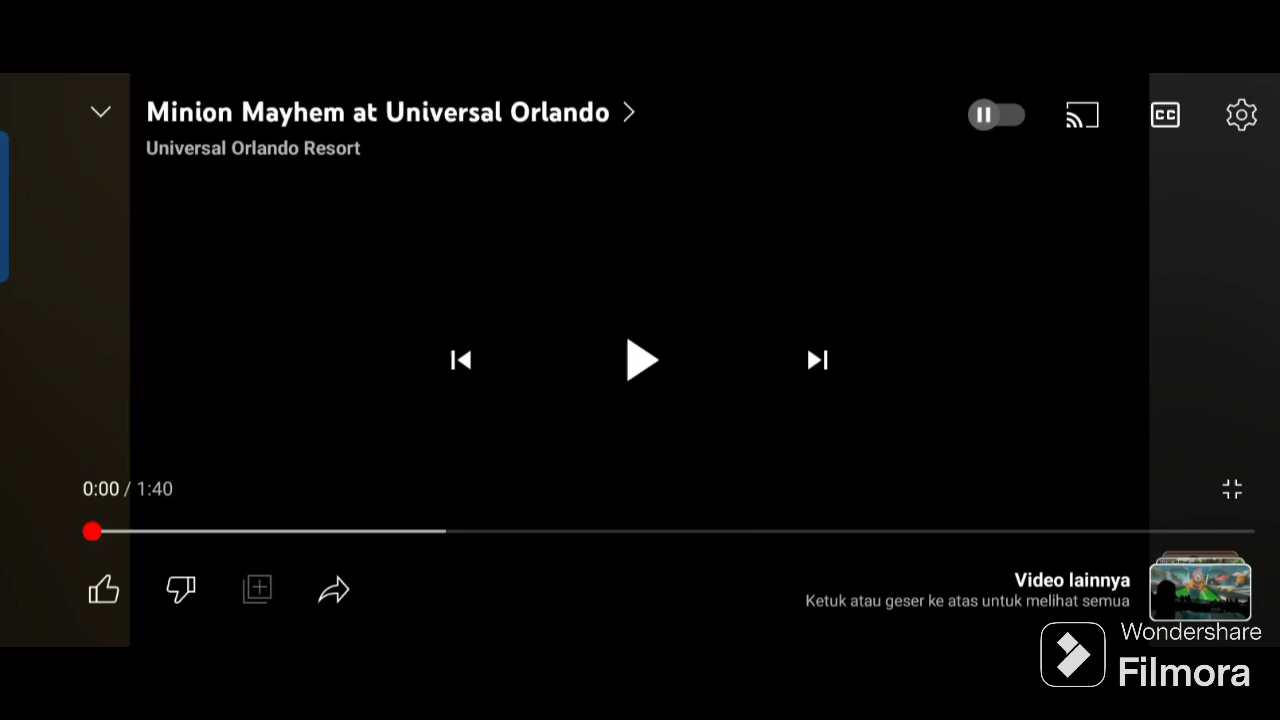 Minion Mayhem at Universal Orlando
Universal Orlando Resort
CC
0:00 / 1:40
Video lainnya
Ketuk atau geser ke atas untuk melihat semua
Wondershare
Filmora